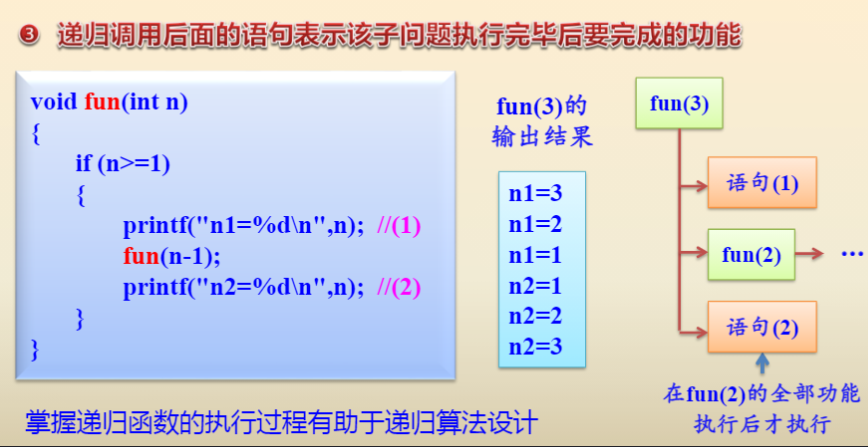 ❸ 递归调用后面的语句表示该子问题执行完毕后要完成的功能
void fun(int n)
{
if (n>=1)
{
printf("n1=%d\n",n); //(1)
fun(n-1);
printf("n2=%d\n",n); //(2)
}
}
fun(3)的
输出结果
n1=3
n1=2
n1=1
n2=1
n2=2
n2=3
fun(3)
语句(1)
fun(2)
…
语句(2)
在fun(2)的全部功能
执行后才执行
掌握递归函数的执行过程有助于递归算法设计